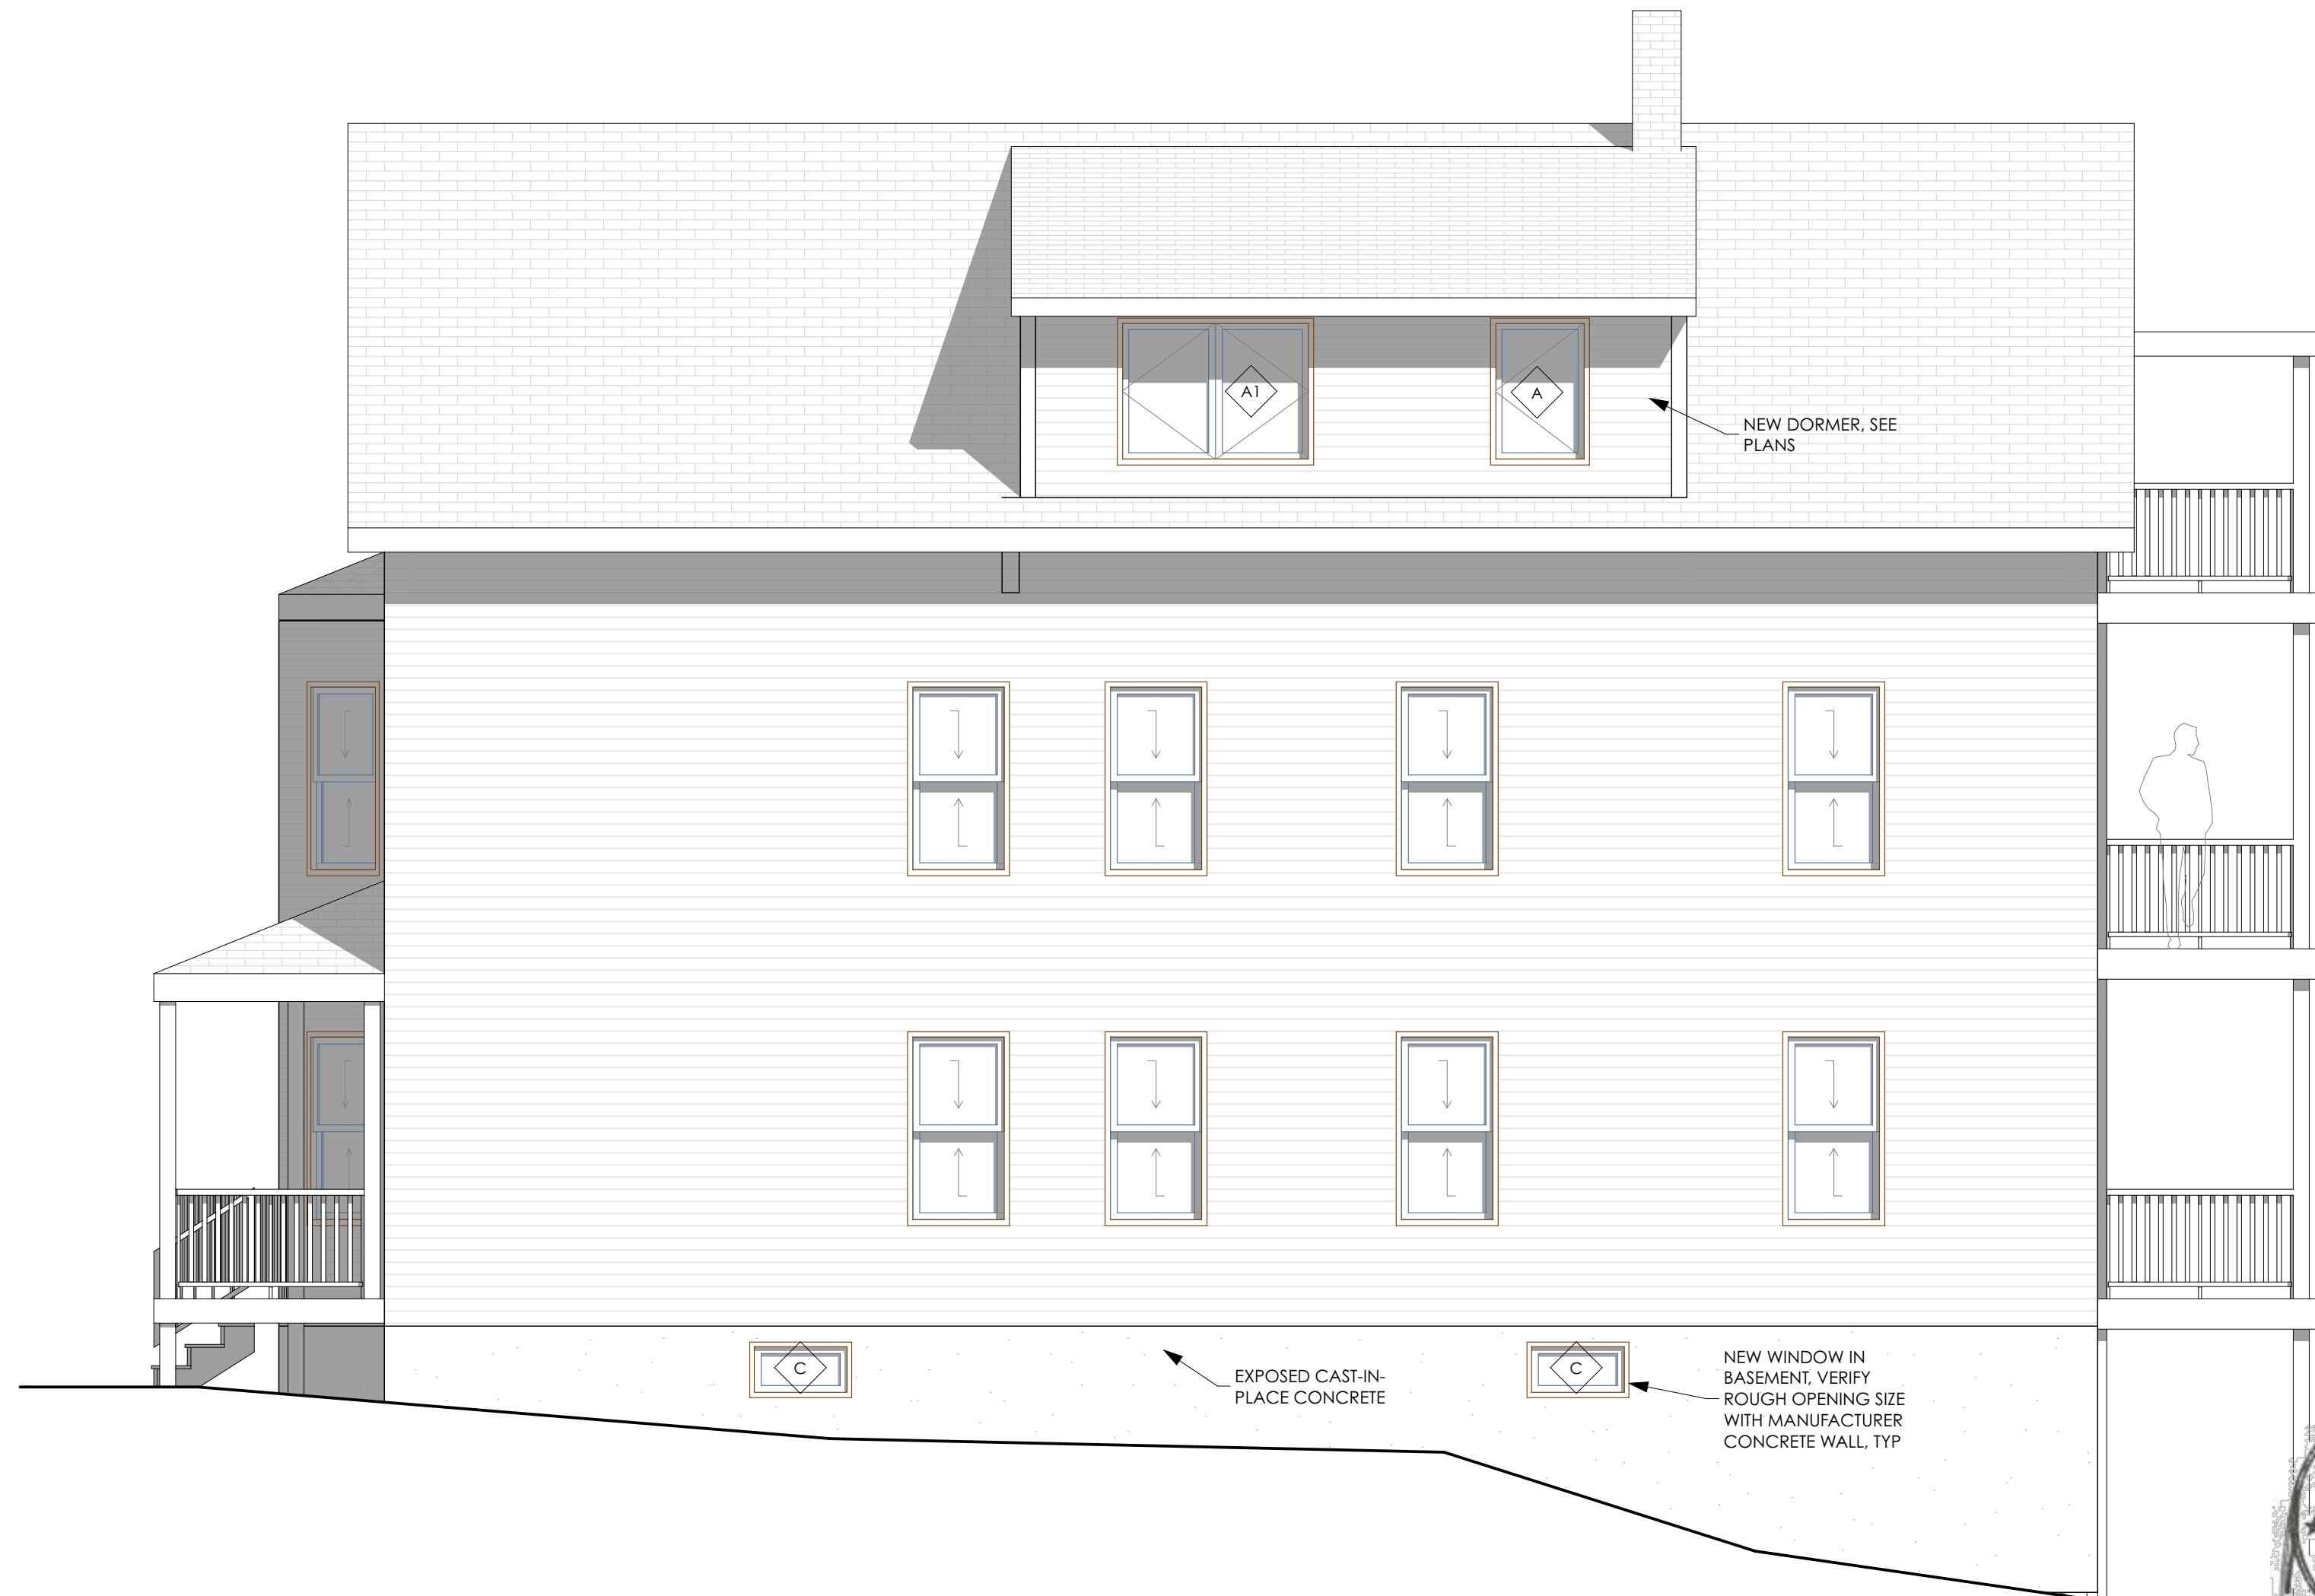 A1
A
NEW DORMER, SEE
PLANS
C
C
EXPOSED CAST-IN-
PLACE CONCRETE
NEW WINDOW IN
BASEMENT, VERIFY
ROUGH OPENING SIZE
WITH MANUFACTURER
CONCRETE WALL, TYP